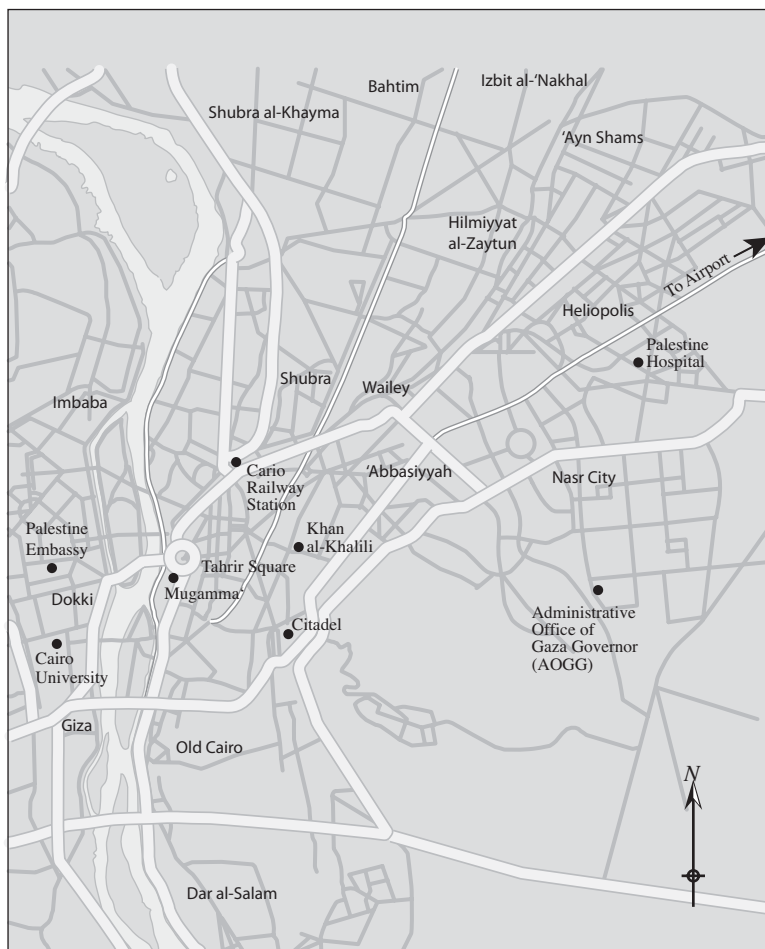 Bahtim
Izbit al-‘Nakhal
Shubra al-Khayma
‘Ayn Shams
Hilmiyyat
al-Zaytun
To Airport
Heliopolis
Palestine
Hospital
Shubra
Wailey
Imbaba
‘Abbasiyyah
Nasr City
Cario
Railway
Station
Palestine
Embassy
Khan
al-Khalili
Tahrir Square
Mugamma‘
Dokki
Administrative
Office of
Gaza Governor
(AOGG)
Citadel
Cairo
University
Giza
Old Cairo
N
Dar al-Salam